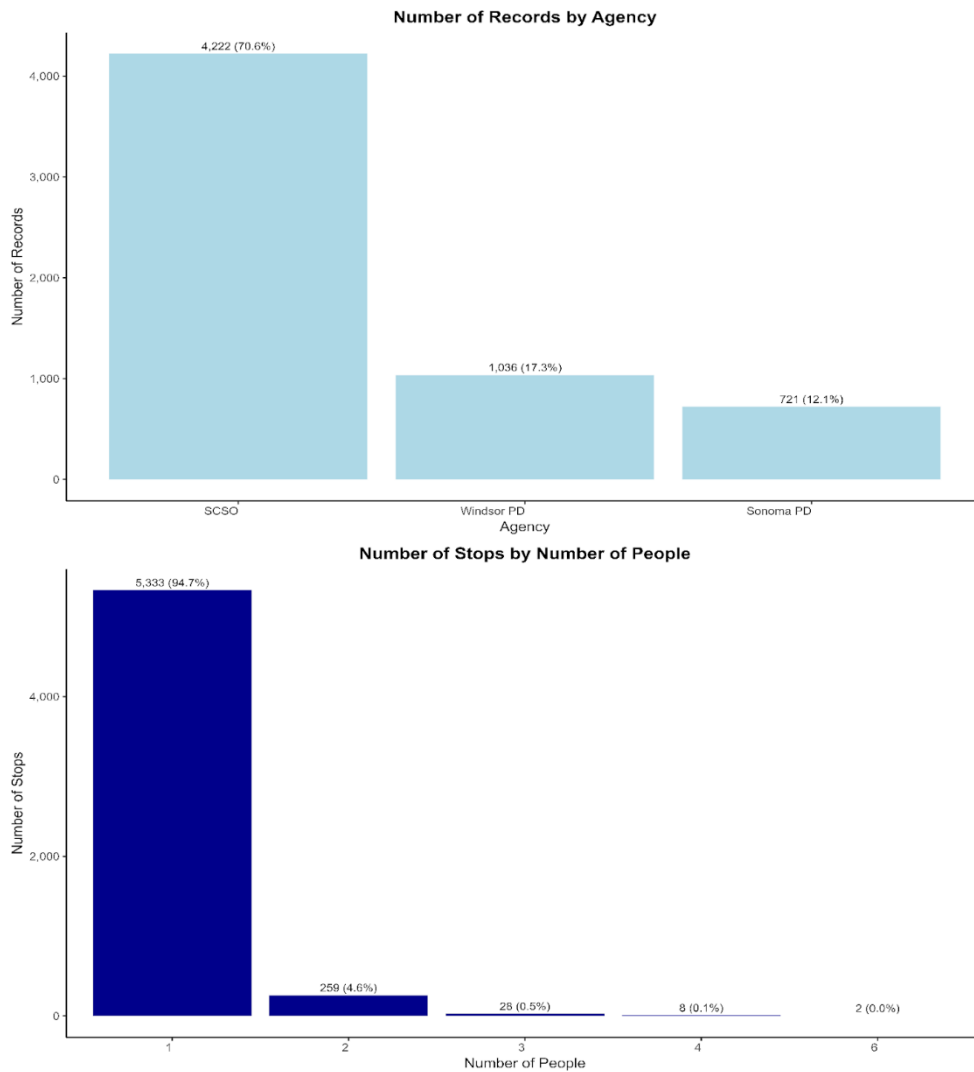 Number of Records by Agency
4,222 (70.6%)
4,000
3,000
Number of Records
2,000
1,036 (17.3%)
1,000
721 (12.1%)
0
SCSO Windsor PD Sonoma PD
Agency
Number of Stops by Number of People
5,333 (94.7%)
4,000
Number of Stops
2,000
259 (4.6%)
28 (0.5%) 8 (0.1%) 2 (0.0%)
0
1 2 3 4 6
Number of People